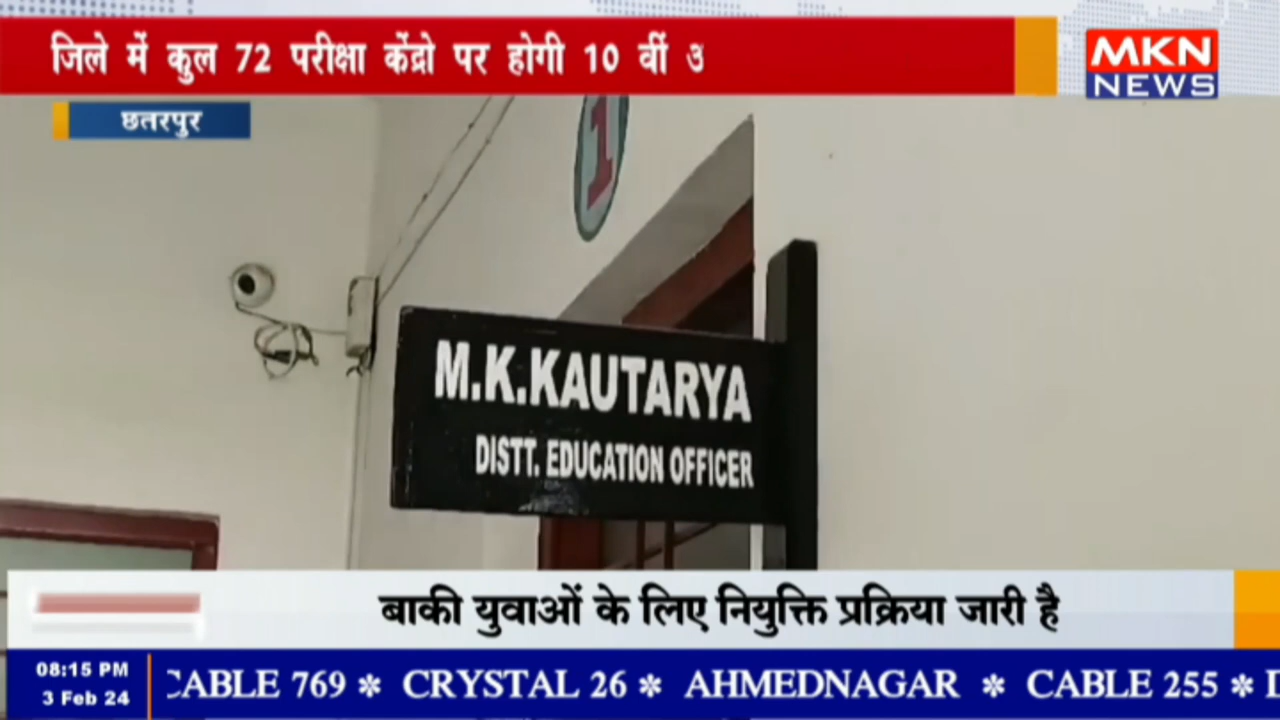 जिले में कुल 72 परीक्षा केंद्रो पर होगी 10 वीं
MKN
NEWS
छतरपुर
1
M.K.KAUTARYA
DISTT. EDUCATION OFFICER
बाकी युवाओं के लिए नियुक्ति प्रक्रिया जारी है
08:15 PM
3 Feb 24
CABLE 769 * CRYSTAL 26 * AHMEDNAGAR * CABLE 255 *